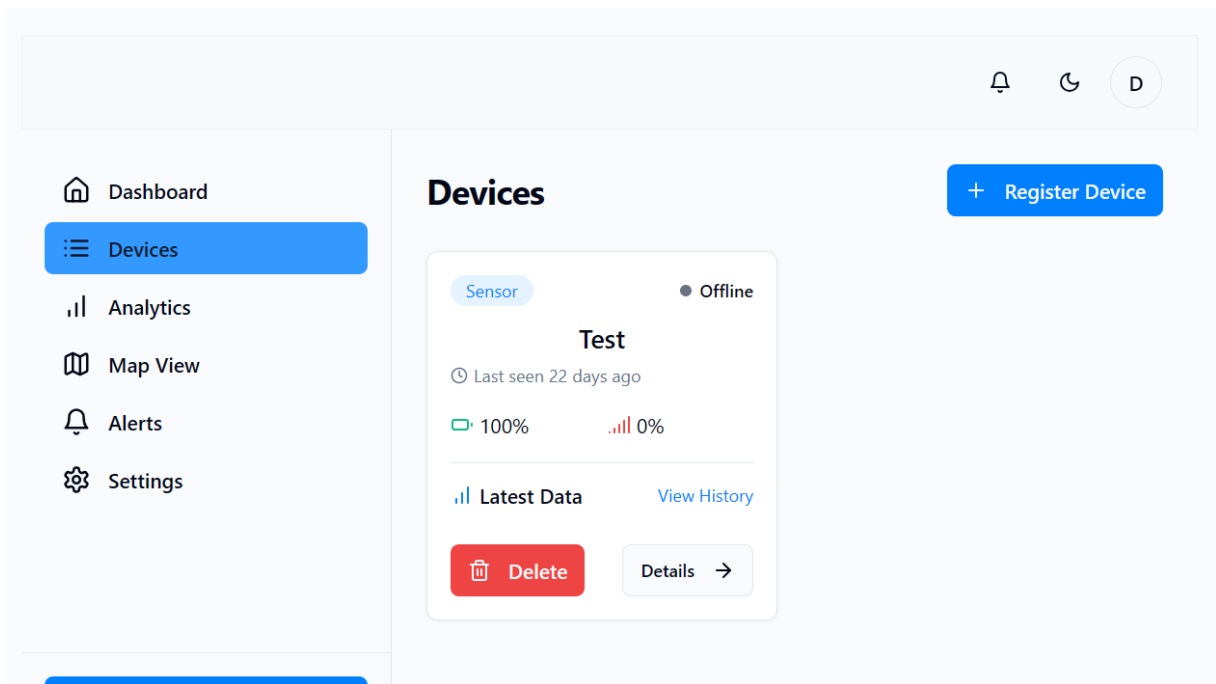 D
Dashboard
Devices
Analytics
Map View
Alerts
Settings
Devices
Register Device
Sensor
Offline
Test
Last seen 22 days ago
100% 0%
Latest Data View History
Delete Details